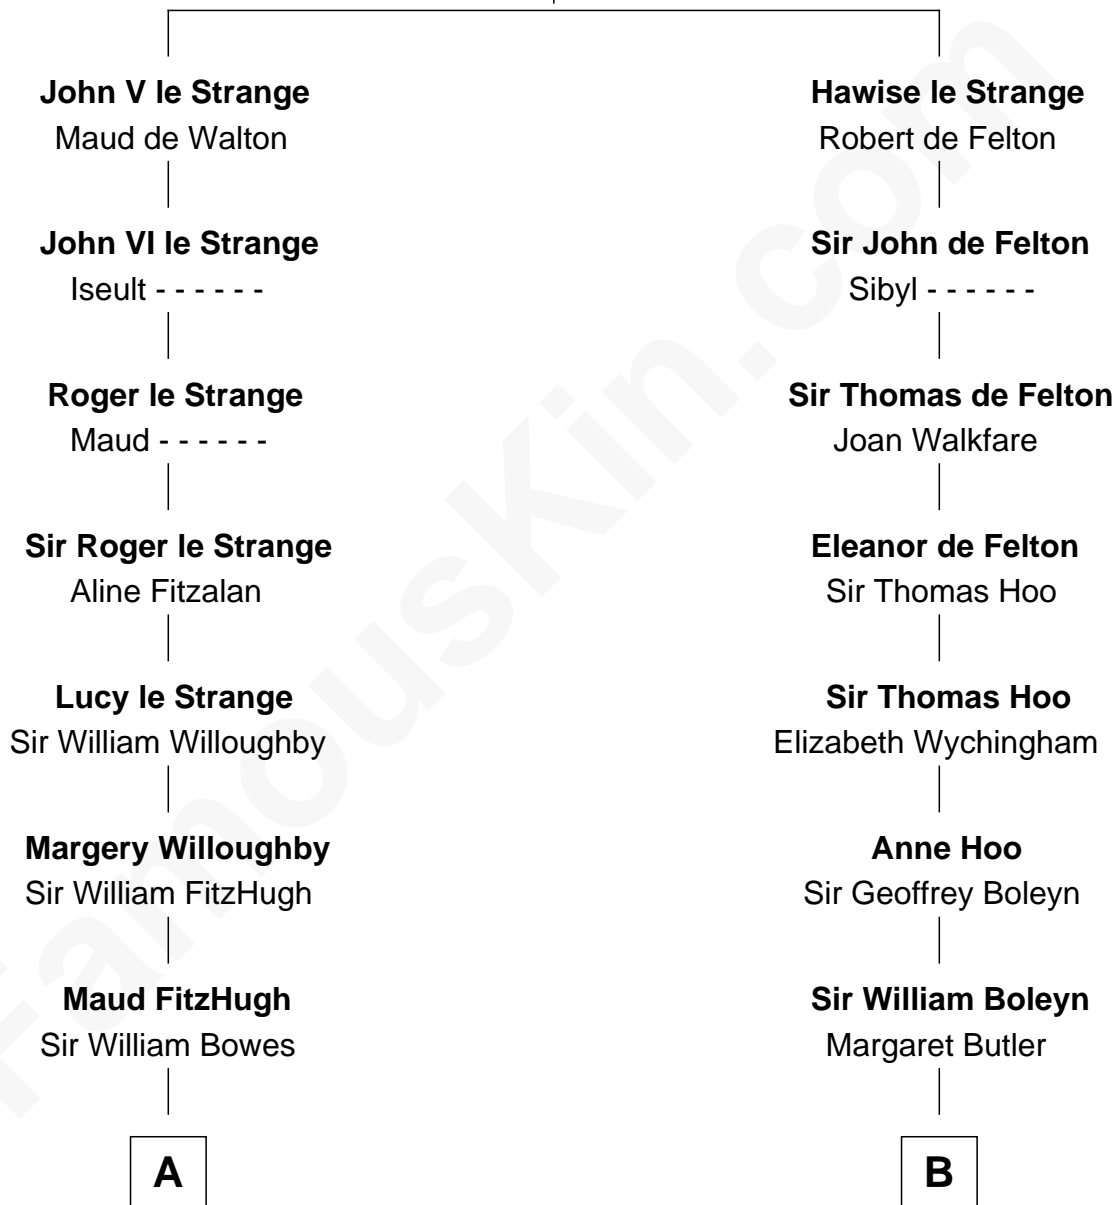 John V le Strange
Maud de Walton
John VI le Strange
Iseult - - - - - -
Roger le Strange
Maud - - - - - -
Sir Roger le Strange
Aline Fitzalan
Lucy le Strange
Sir William Willoughby
Margery Willoughby
Sir William FitzHugh
Maud FitzHugh
Sir William Bowes
A
Hawise le Strange
Robert de Felton
Sir John de Felton
Sibyl - - - - - -
Sir Thomas de Felton
Joan Walkfare
Eleanor de Felton
Sir Thomas Hoo
Sir Thomas Hoo
Elizabeth Wychingham
Anne Hoo
Sir Geoffrey Boleyn
Sir William Boleyn
Margaret Butler
B
FamousKin.com